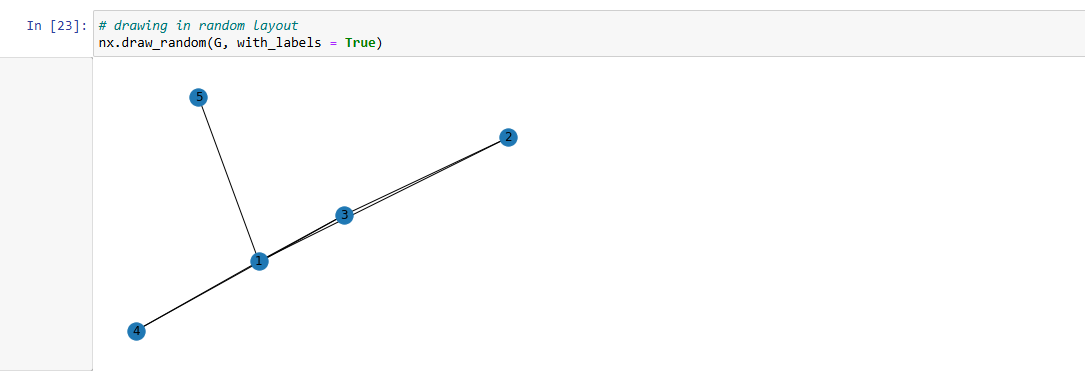 In [23]: # drawing in random layout
nx.draw_random(G, with_labels = True)
5
2
3
1
4